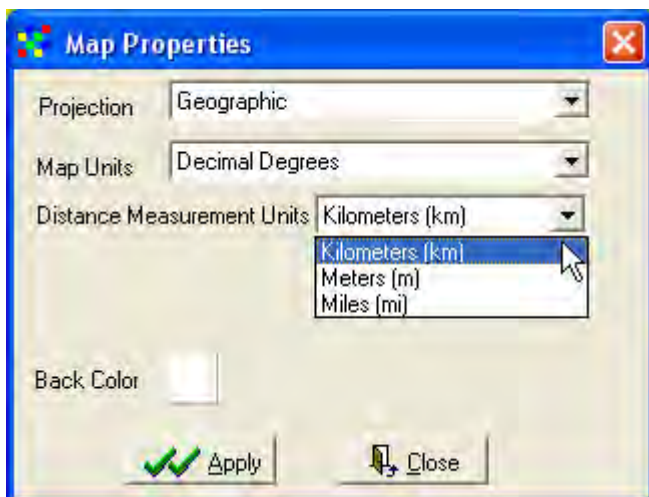 Map Properties
Projection Geographic
Map Units Decimal Degrees
Distance Measurement Units Kilometers (km)
Kilometers (km)
Meters (m)
Miles (mi)
Back Color
Apply Close